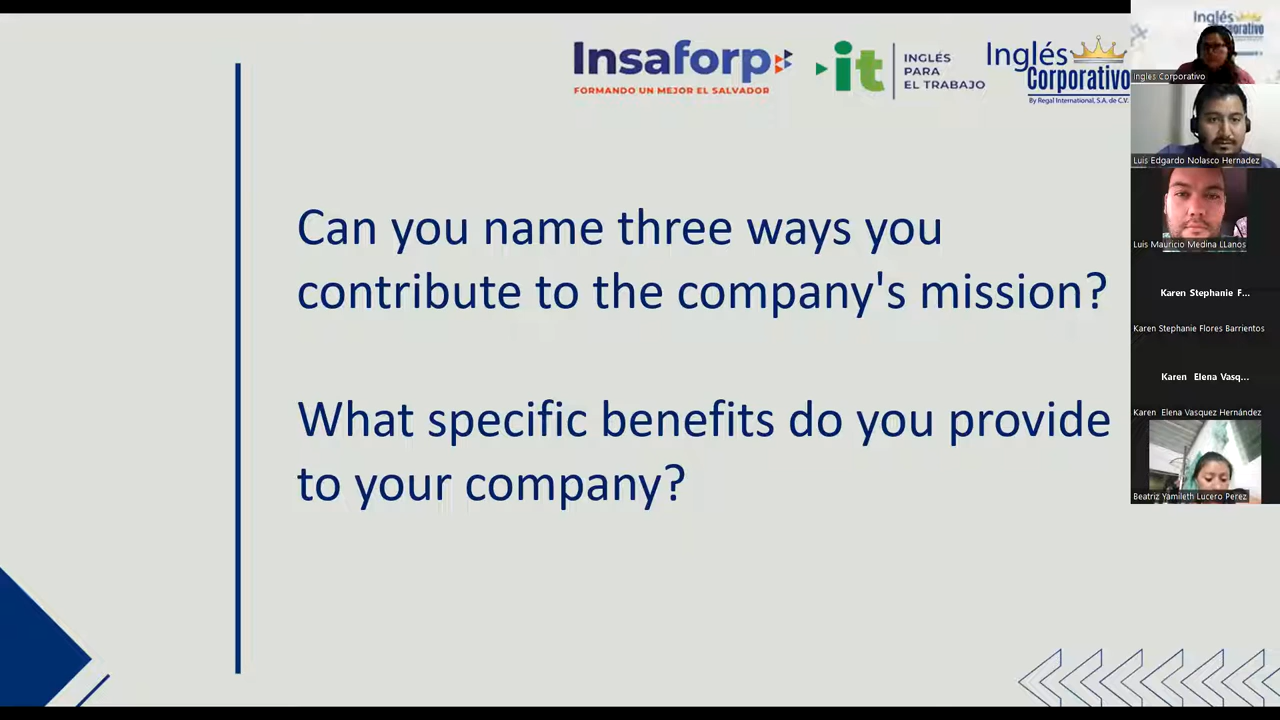 Insaforp
FORMANDO UN MEJOR EL SALVADOR
it
INGLÉS
PARA
EL TRABAJO
Inglés
Corporativo
By Regal International, S.A. de C.V.
Can you name three ways you
contribute to the company's mission?
What specific benefits do you provide
to your company?
Inglés
Ingles Corporativo
Luis Edgardo Nolasco Hernadez
Luis Mauricio Medina LLanos
Karen Stephanie F...
Karen Stephanie Flores Barrientos
Karen Elena Vasq...
Karen Elena Vasquez Hernández
Beatriz Yamileth Lucero Perez